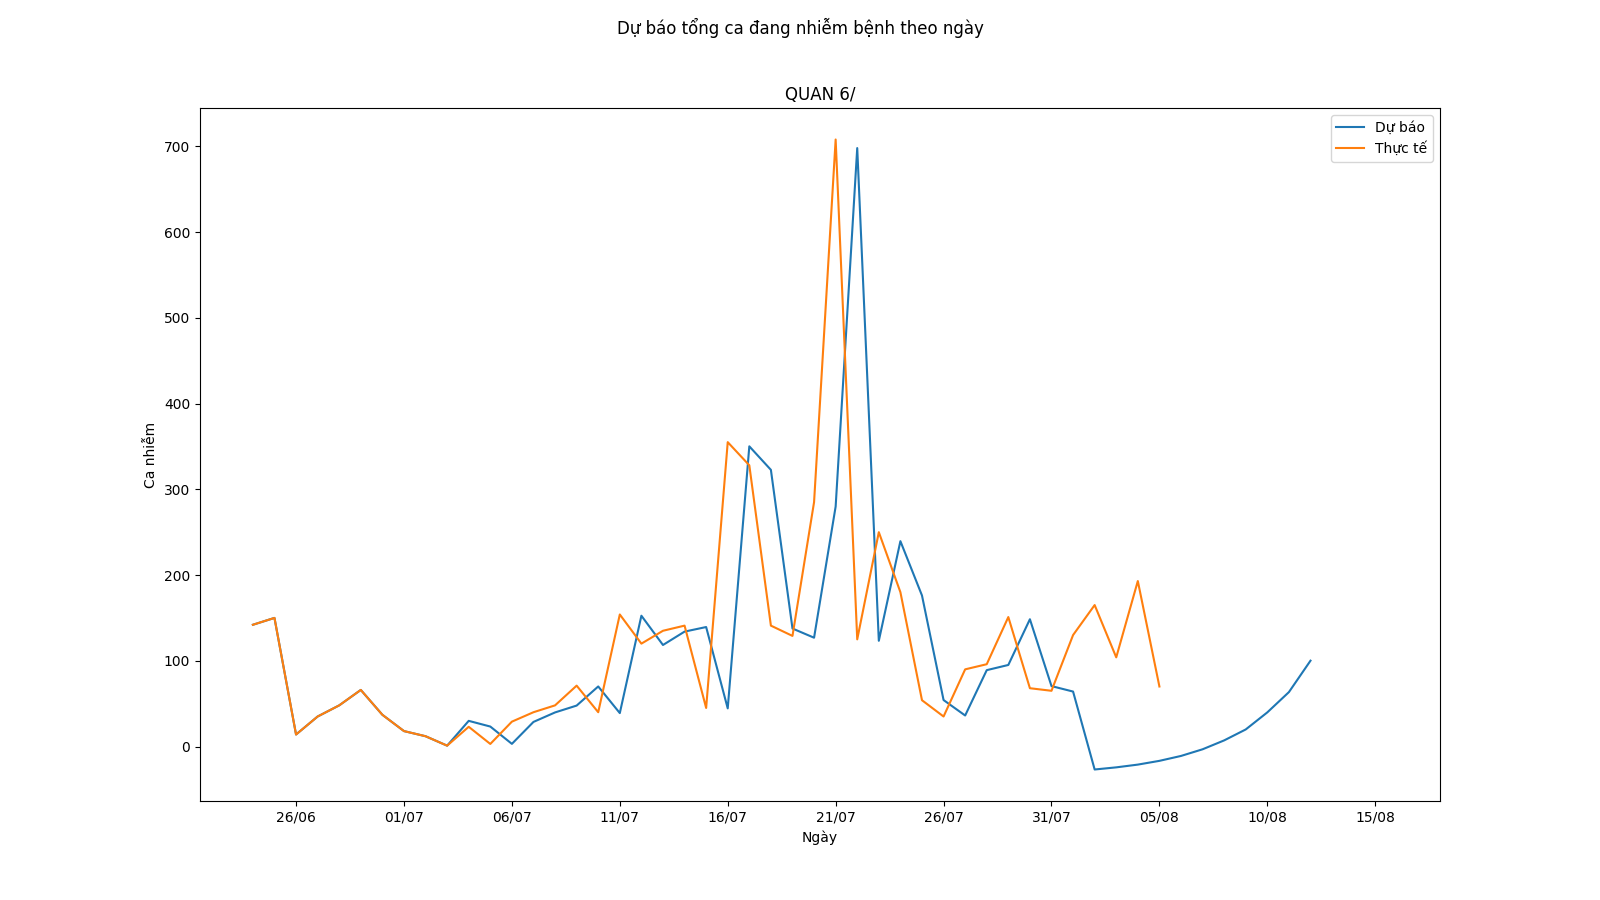 Dự báo tổng ca đang nhiễm bệnh theo ngày
QUAN 6/
Dự báo
Thực tế
700
600
500
400
300
200
100
0
Ca nhiễm
26/06 01/07 06/07 11/07 16/07 21/07 26/07 31/07 05/08 10/08 15/08
Ngày